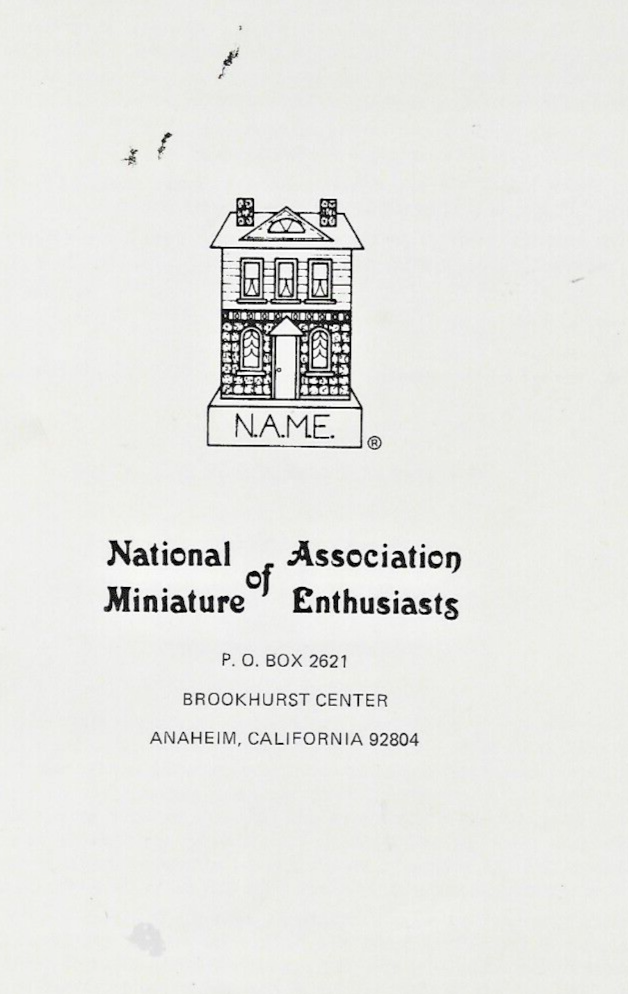 N.A.M.E.
®
National Association
of
Miniature Enthusiasts
P. O. BOX 2621
BROOKHURST CENTER
ANAHEIM, CALIFORNIA 92804